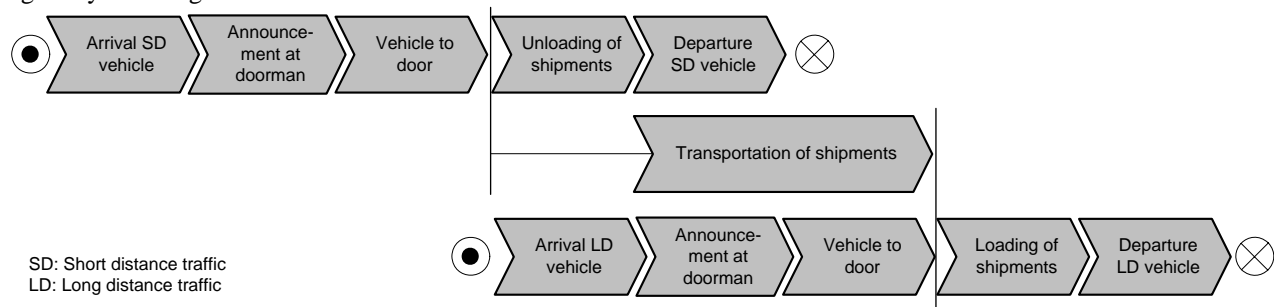 Arrival SD
vehicle
Announce-
ment at
doorman
Vehicle to
door
Unloading of
shipments
Departure
SD vehicle
Transportation of shipments
Arrival LD
vehicle
Announce-
ment at
doorman
Vehicle to
door
Loading of
shipments
Departure
LD vehicle
SD: Short distance traffic
LD: Long distance traffic